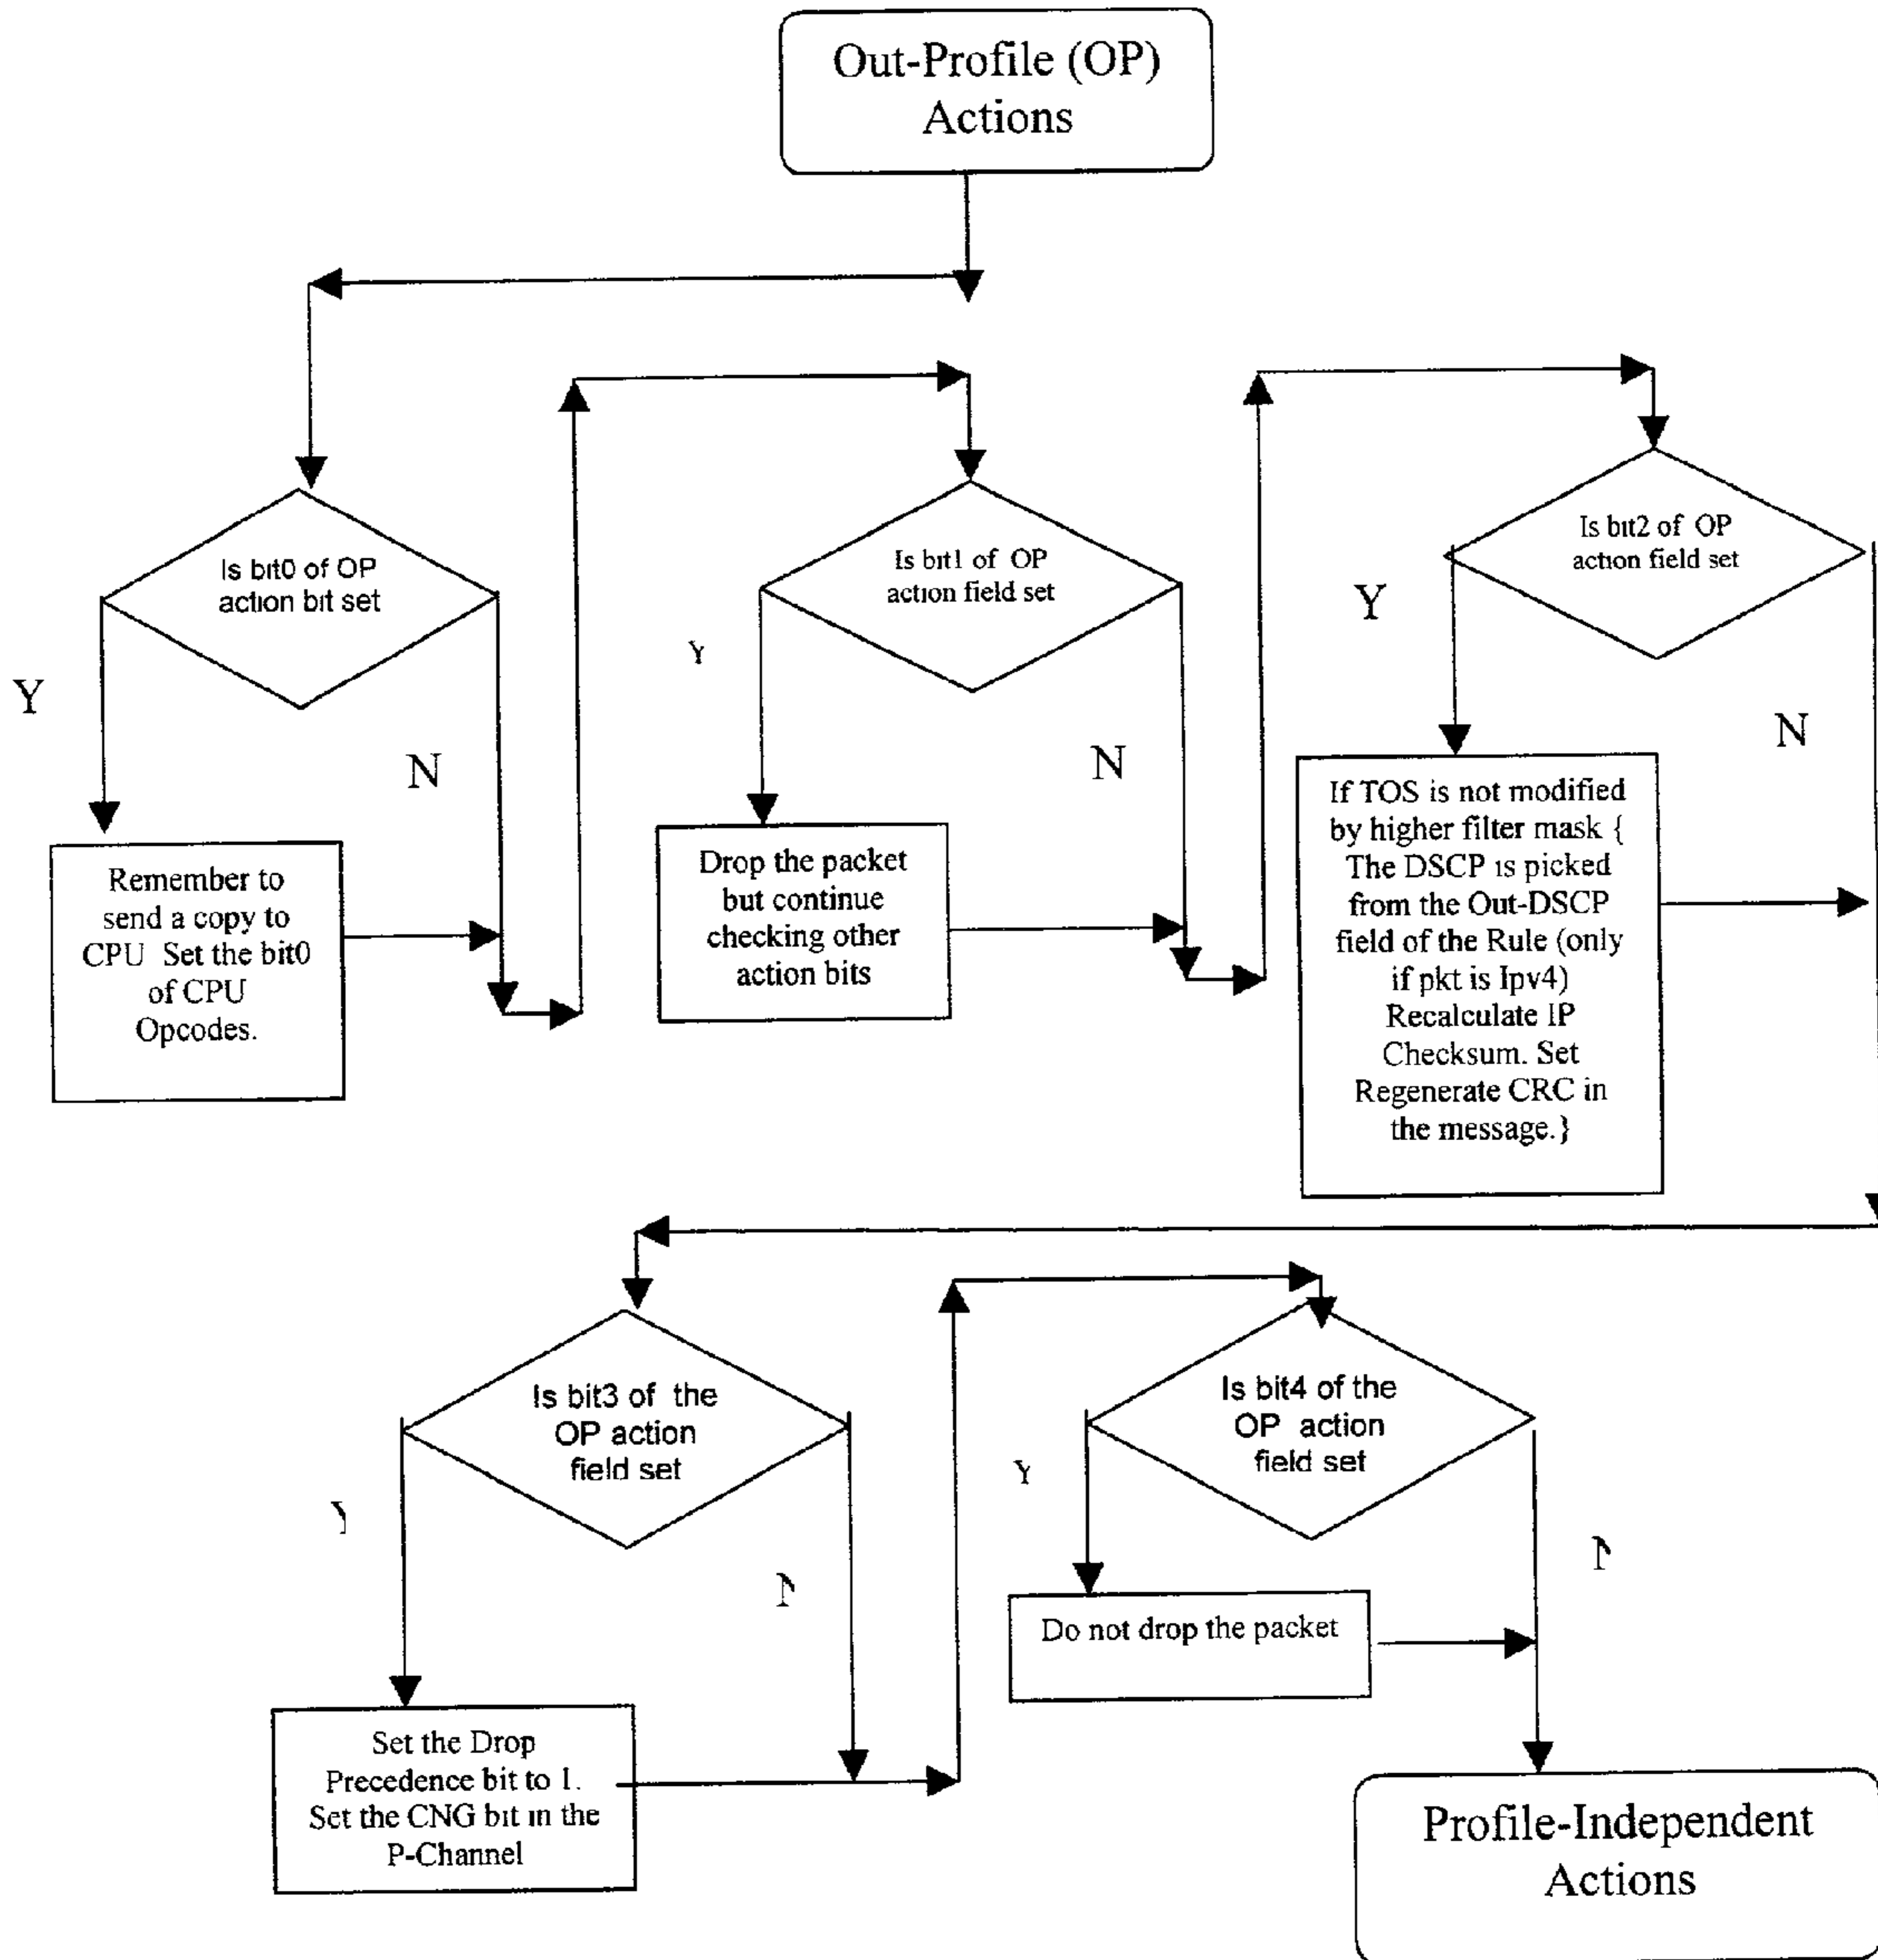 Out-Profile (OP)
Actions
Is bit0 of OP
action bit set
Y
N
Remember to
send a copy to
CPU Set the bit0
of CPU
Opcodes.
Is bit1 of OP
action field set
Y
N
Drop the packet
but continue
checking other
action bits
Is bit2 of OP
action field set
Y
N
If TOS is not modified
by higher filter mask {
The DSCP is picked
from the Out-DSCP
field of the Rule (only
if pkt is Ipv4)
Recalculate IP
Checksum. Set
Regenerate CRC in
the message.}
Is bit3 of the
OP action
field set
Y
N
Set the Drop
Precedence bit to 1.
Set the CNG bit in the
P-Channel
Is bit4 of the
OP action
field set
Y
N
Do not drop the packet
Profile-Independent
Actions